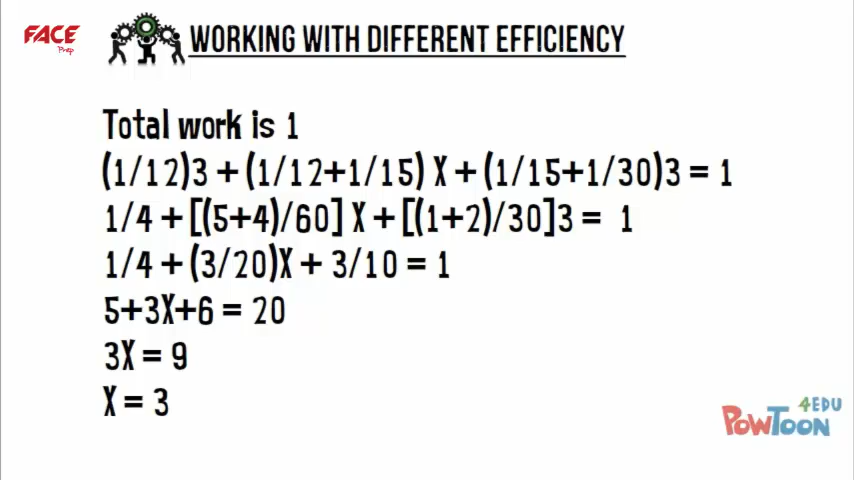 FACE
Prep
WORKING WITH DIFFERENT EFFICIENCY
Total work is 1
(1/12)3 + (1/12+1/15) X + (1/15+1/30)3 = 1
1/4 + [(5+4)/60] X + [(1+2)/30]3 = 1
1/4 + (3/20)X + 3/10 = 1
5+3X+6 = 20
3X = 9
X = 3
4EDU
POWTOON